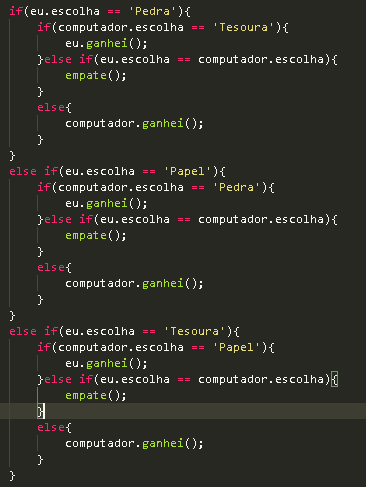 if(eu.escolha == 'Pedra'){
    if(computador.escolha == 'Tesoura'){
        eu.ganhei();
    }else if(eu.escolha == computador.escolha){
        empate();
    }
    else{
        computador.ganhei();
    }
}
else if(eu.escolha == 'Papel'){
    if(computador.escolha == 'Pedra'){
        eu.ganhei();
    }else if(eu.escolha == computador.escolha){
        empate();
    }
    else{
        computador.ganhei();
    }
}
else if(eu.escolha == 'Tesoura'){
    if(computador.escolha == 'Papel'){
        eu.ganhei();
    }else if(eu.escolha == computador.escolha){
        empate();
    }
    else{
        computador.ganhei();
    }
}